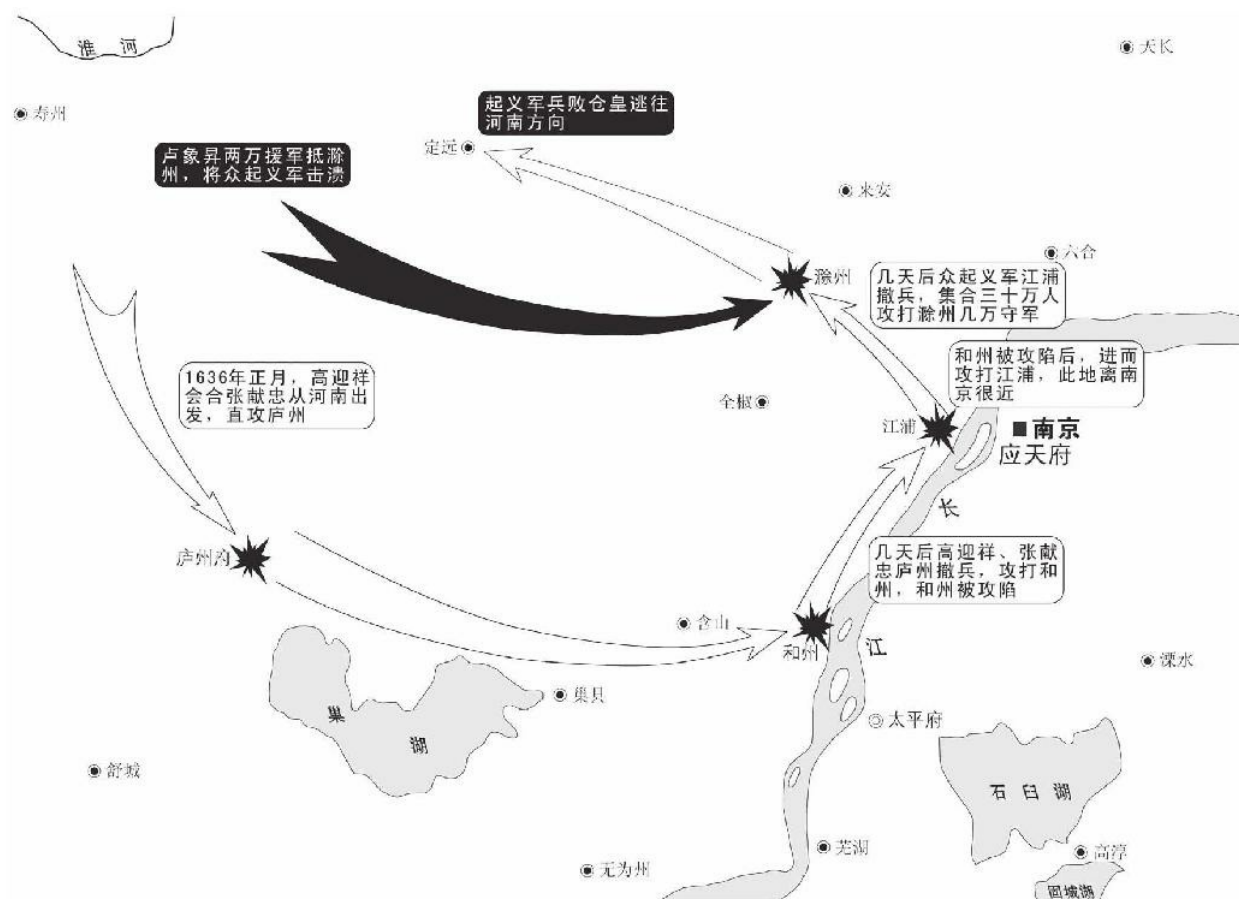 淮河
天长
寿州
起义军兵败仓皇逃往
河南方向
定远
卢象昇两万援军抵滁
州，将众起义军击溃
来安
六合
滁州
几天后众起义军江浦
撤兵，集合三十万人
攻打滁州几万守军
和州被攻陷后，进而
攻打江浦，此地离南
京很近
1636年正月，高迎祥
会合张献忠从河南出
发，直攻庐州
全椒
江浦
南京
应天府
长
江
几天后高迎祥、张献
忠庐州撤兵，攻打和
州，和州被攻陷
庐州府
含山
和州
溧水
巢县
巢
湖
太平府
舒城
石臼湖
芜湖
高淳
无为州
固城湖